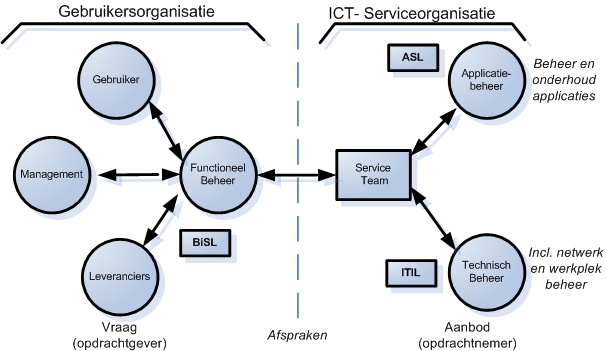 Gebruikersorganisatie
ICT- Serviceorganisatie
Gebruiker
Management
Functioneel
Beheer
BiSL
Leveranciers
Vraag
(opdrachtgever)
Afspraken
ASL
Applicatie-
beheer
Beheer en
onderhoud
applicaties
Service
Team
ITIL
Technisch
Beheer
Incl. netwerk
en werkplek
beheer
Aanbod
(opdrachtnemer)